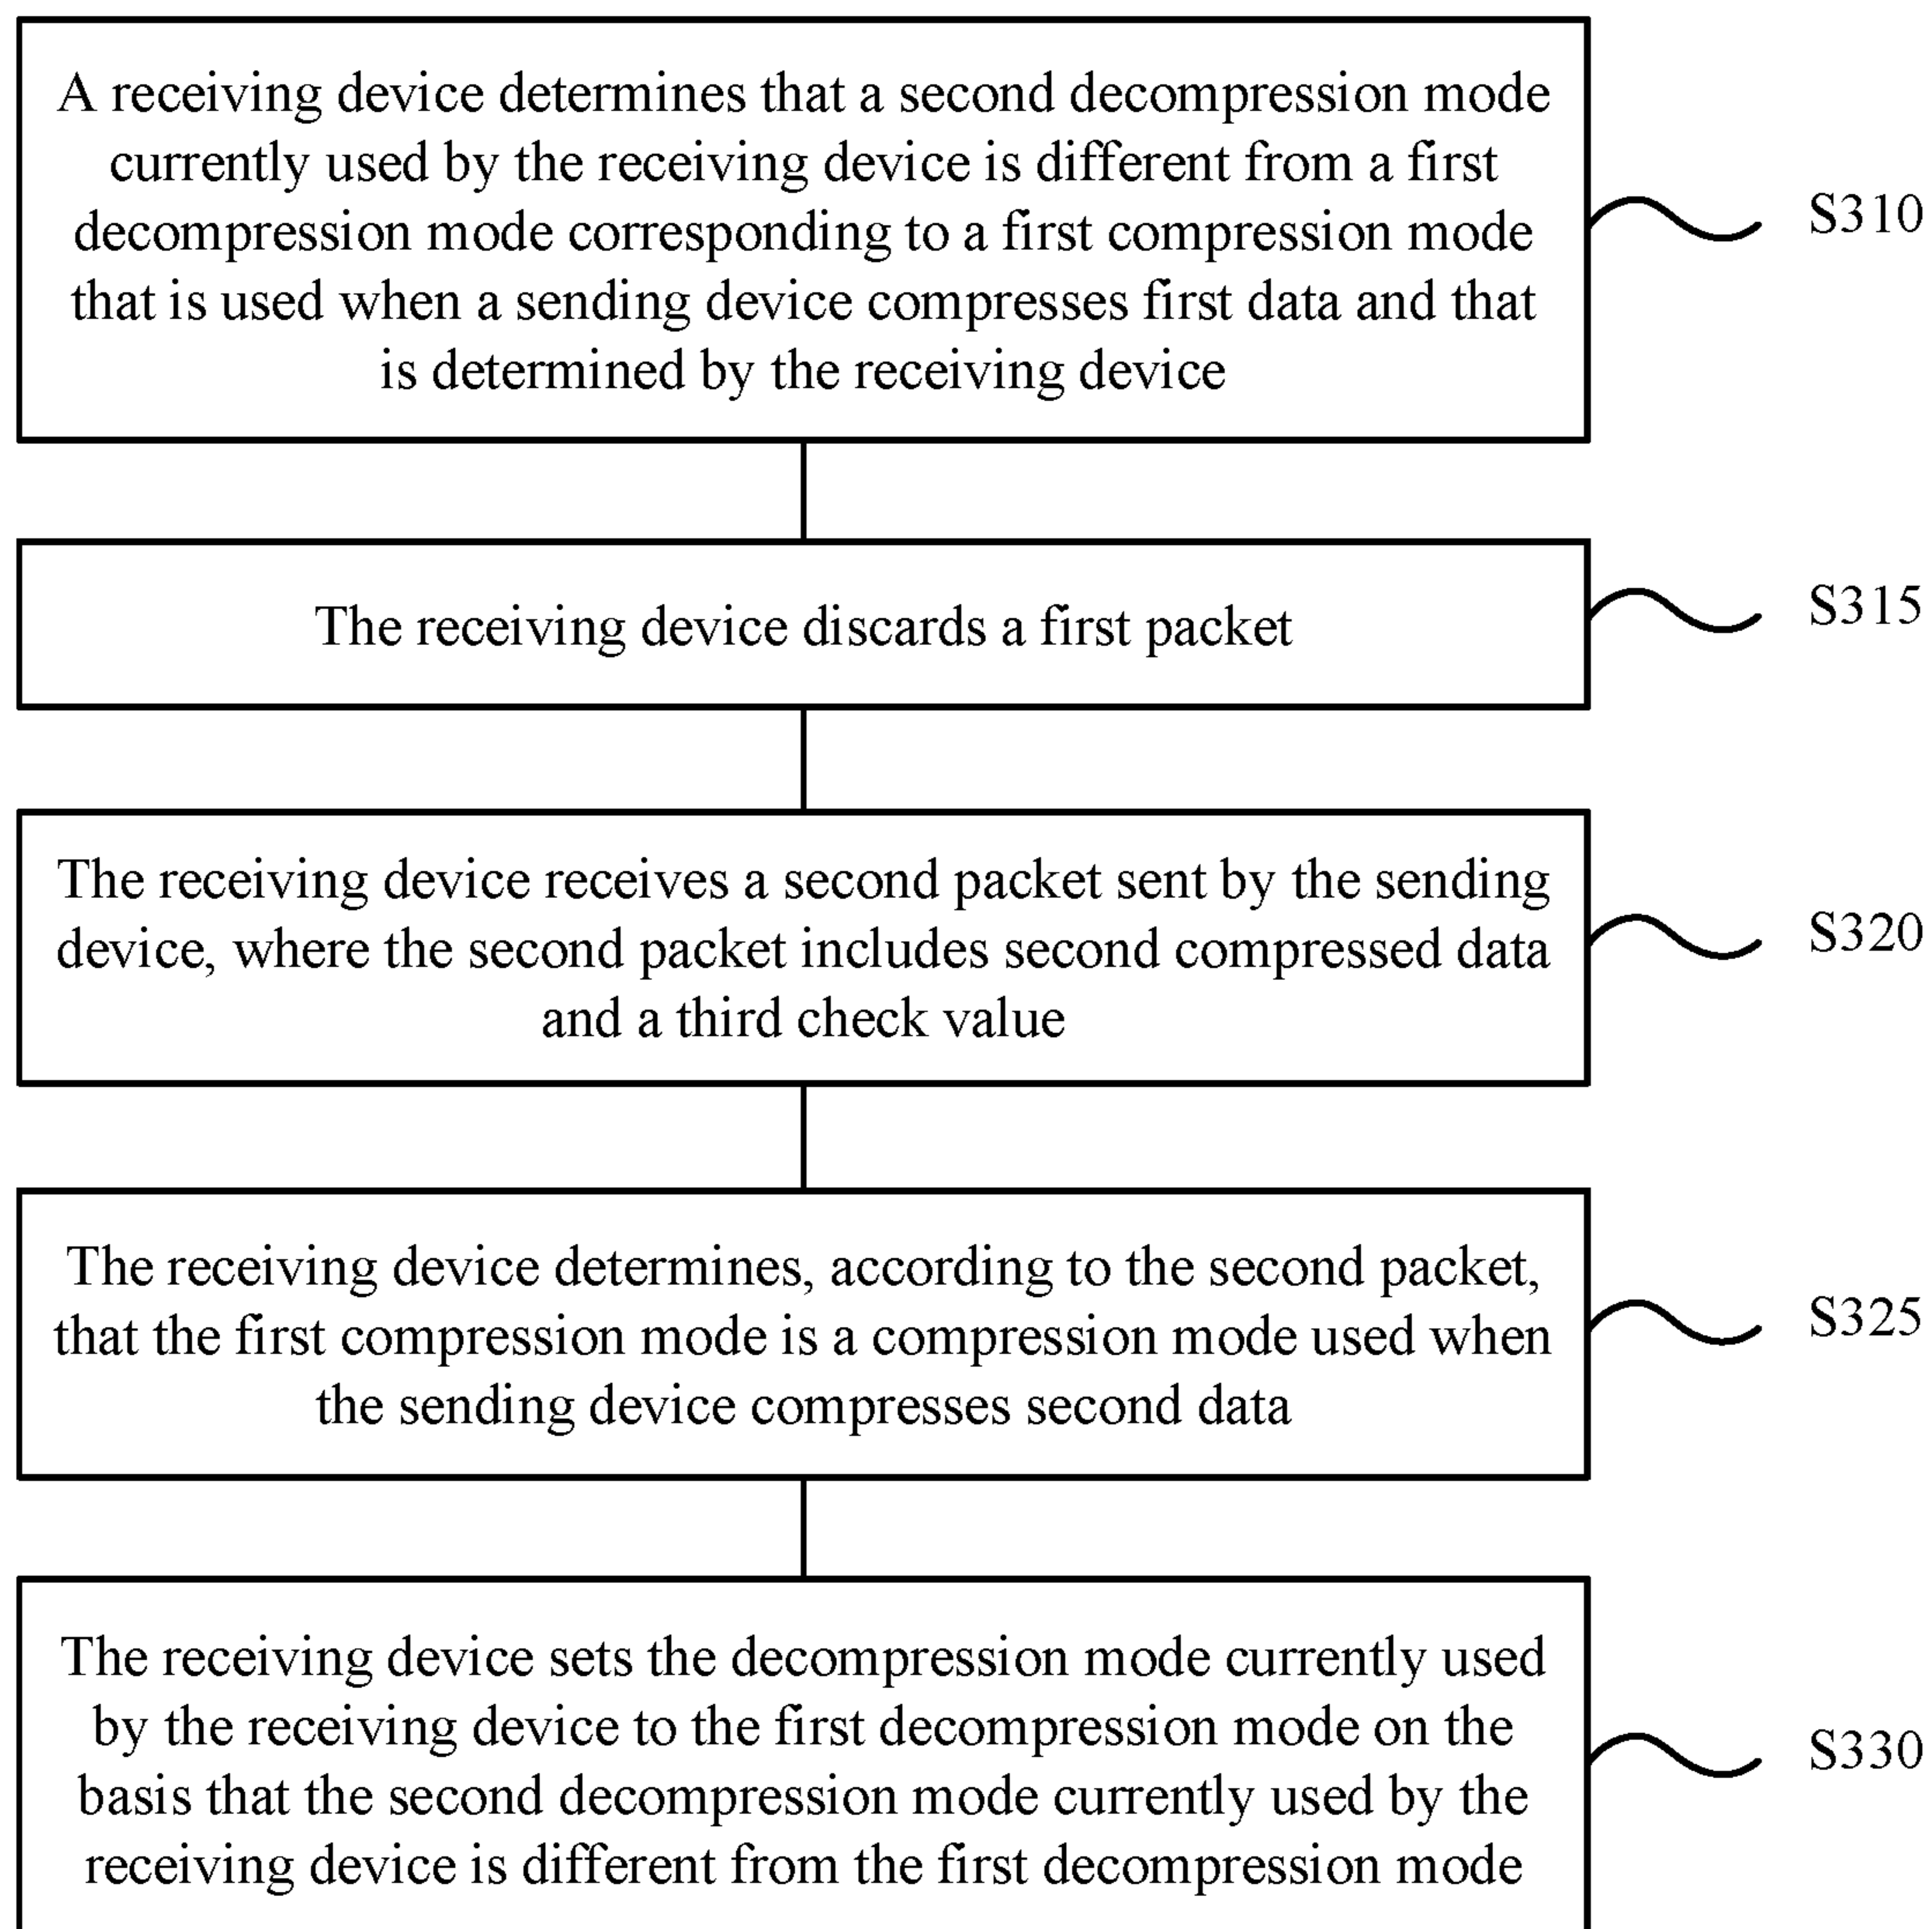 A receiving device determines that a second decompression mode
currently used by the receiving device is different from a first
decompression mode corresponding to a first compression mode
that is used when a sending device compresses first data and that
is determined by the receiving device
S310
The receiving device discards a first packet
S315
The receiving device receives a second packet sent by the sending
device, where the second packet includes second compressed data
and a third check value
S320
The receiving device determines, according to the second packet,
that the first compression mode is a compression mode used when
the sending device compresses second data
S325
The receiving device sets the decompression mode currently used
by the receiving device to the first decompression mode on the
basis that the second decompression mode currently used by the
receiving device is different from the first decompression mode
S330